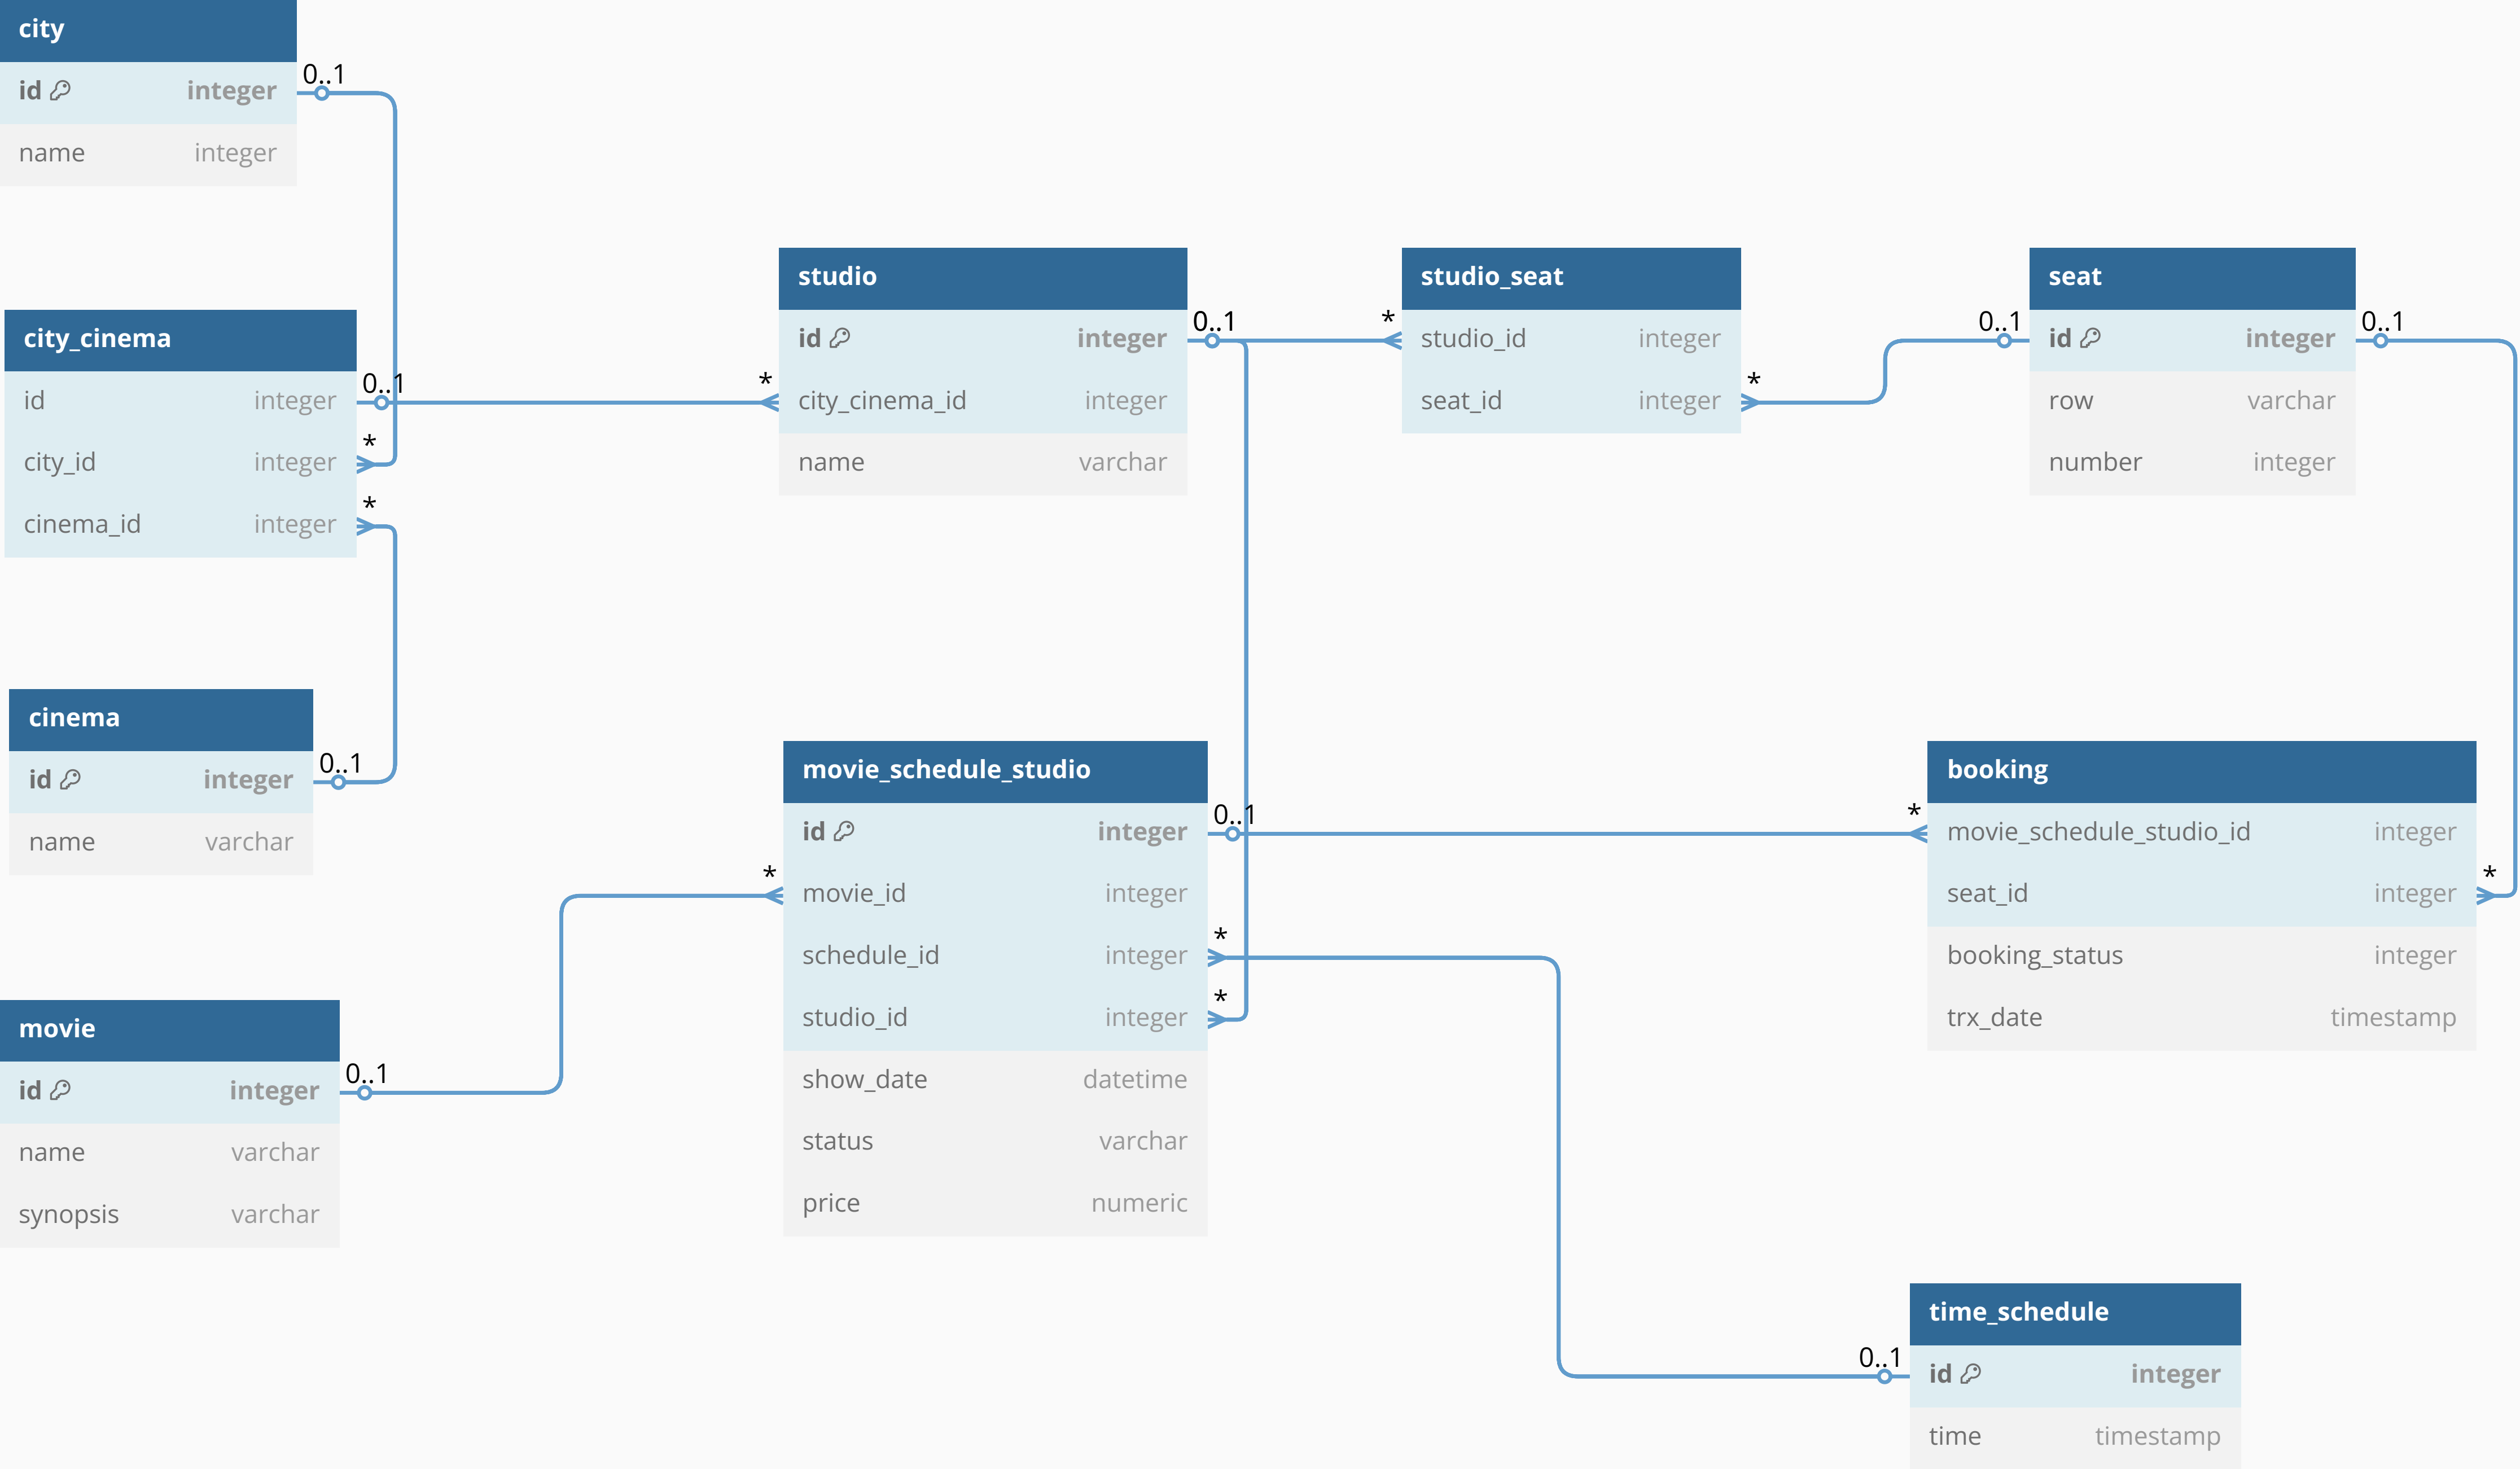 city
id integer
name integer
0..1
city_cinema
id integer
city_id integer
cinema_id integer
0..1
*
*
cinema
id integer
name varchar
0..1
movie
id integer
name varchar
synopsis varchar
0..1
studio
id integer
city_cinema_id integer
name varchar
*
0..1
studio_seat
studio_id integer
seat_id integer
*
*
seat
id integer
row varchar
number integer
0..1
0..1
movie_schedule_studio
id integer
movie_id integer
schedule_id integer
studio_id integer
show_date datetime
status varchar
price numeric
0..1
*
*
*
booking
movie_schedule_studio_id integer
seat_id integer
booking_status integer
trx_date timestamp
*
*
time_schedule
id integer
time timestamp
0..1